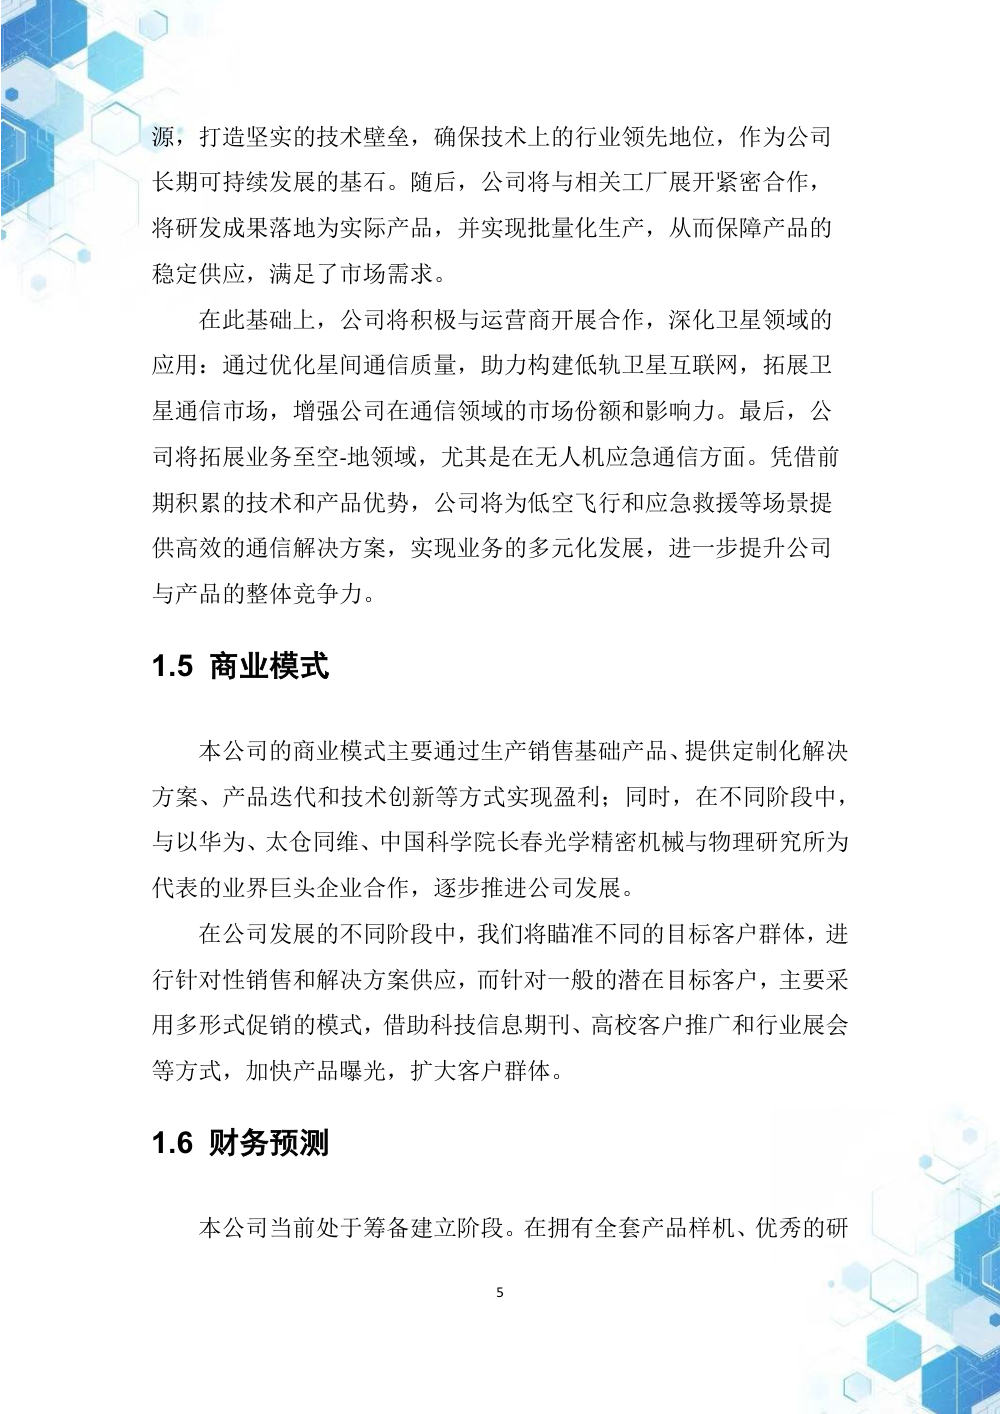 源，打造坚实的技术壁垒，确保技术上的行业领先地位，作为公司
长期可持续发展的基石。随后，公司将与相关工厂展开紧密合作，
将研发成果落地为实际产品，并实现批量化生产，从而保障产品的
稳定供应，满足了市场需求。
在此基础上，公司将积极与运营商开展合作，深化卫星领域的
应用：通过优化星间通信质量，助力构建低轨卫星互联网，拓展卫
星通信市场，增强公司在通信领域的市场份额和影响力。最后，公
司将拓展业务至空-地领域，尤其是在无人机应急通信方面。凭借前
期积累的技术和产品优势，公司将为低空飞行和应急救援等场景提
供高效的通信解决方案，实现业务的多元化发展，进一步提升公司
与产品的整体竞争力。
1.5 商业模式
本公司的商业模式主要通过生产销售基础产品、提供定制化解决
方案、产品迭代和技术创新等方式实现盈利；同时，在不同阶段中，
与以华为、太仓同维、中国科学院长春光学精密机械与物理研究所为
代表的业界巨头企业合作，逐步推进公司发展。
在公司发展的不同阶段中，我们将瞄准不同的目标客户群体，进
行针对性销售和解决方案供应，而针对一般的潜在目标客户，主要采
用多形式促销的模式，借助科技信息期刊、高校客户推广和行业展会
等方式，加快产品曝光，扩大客户群体。
1.6 财务预测
本公司当前处于筹备建立阶段。在拥有全套产品样机、优秀的研
5